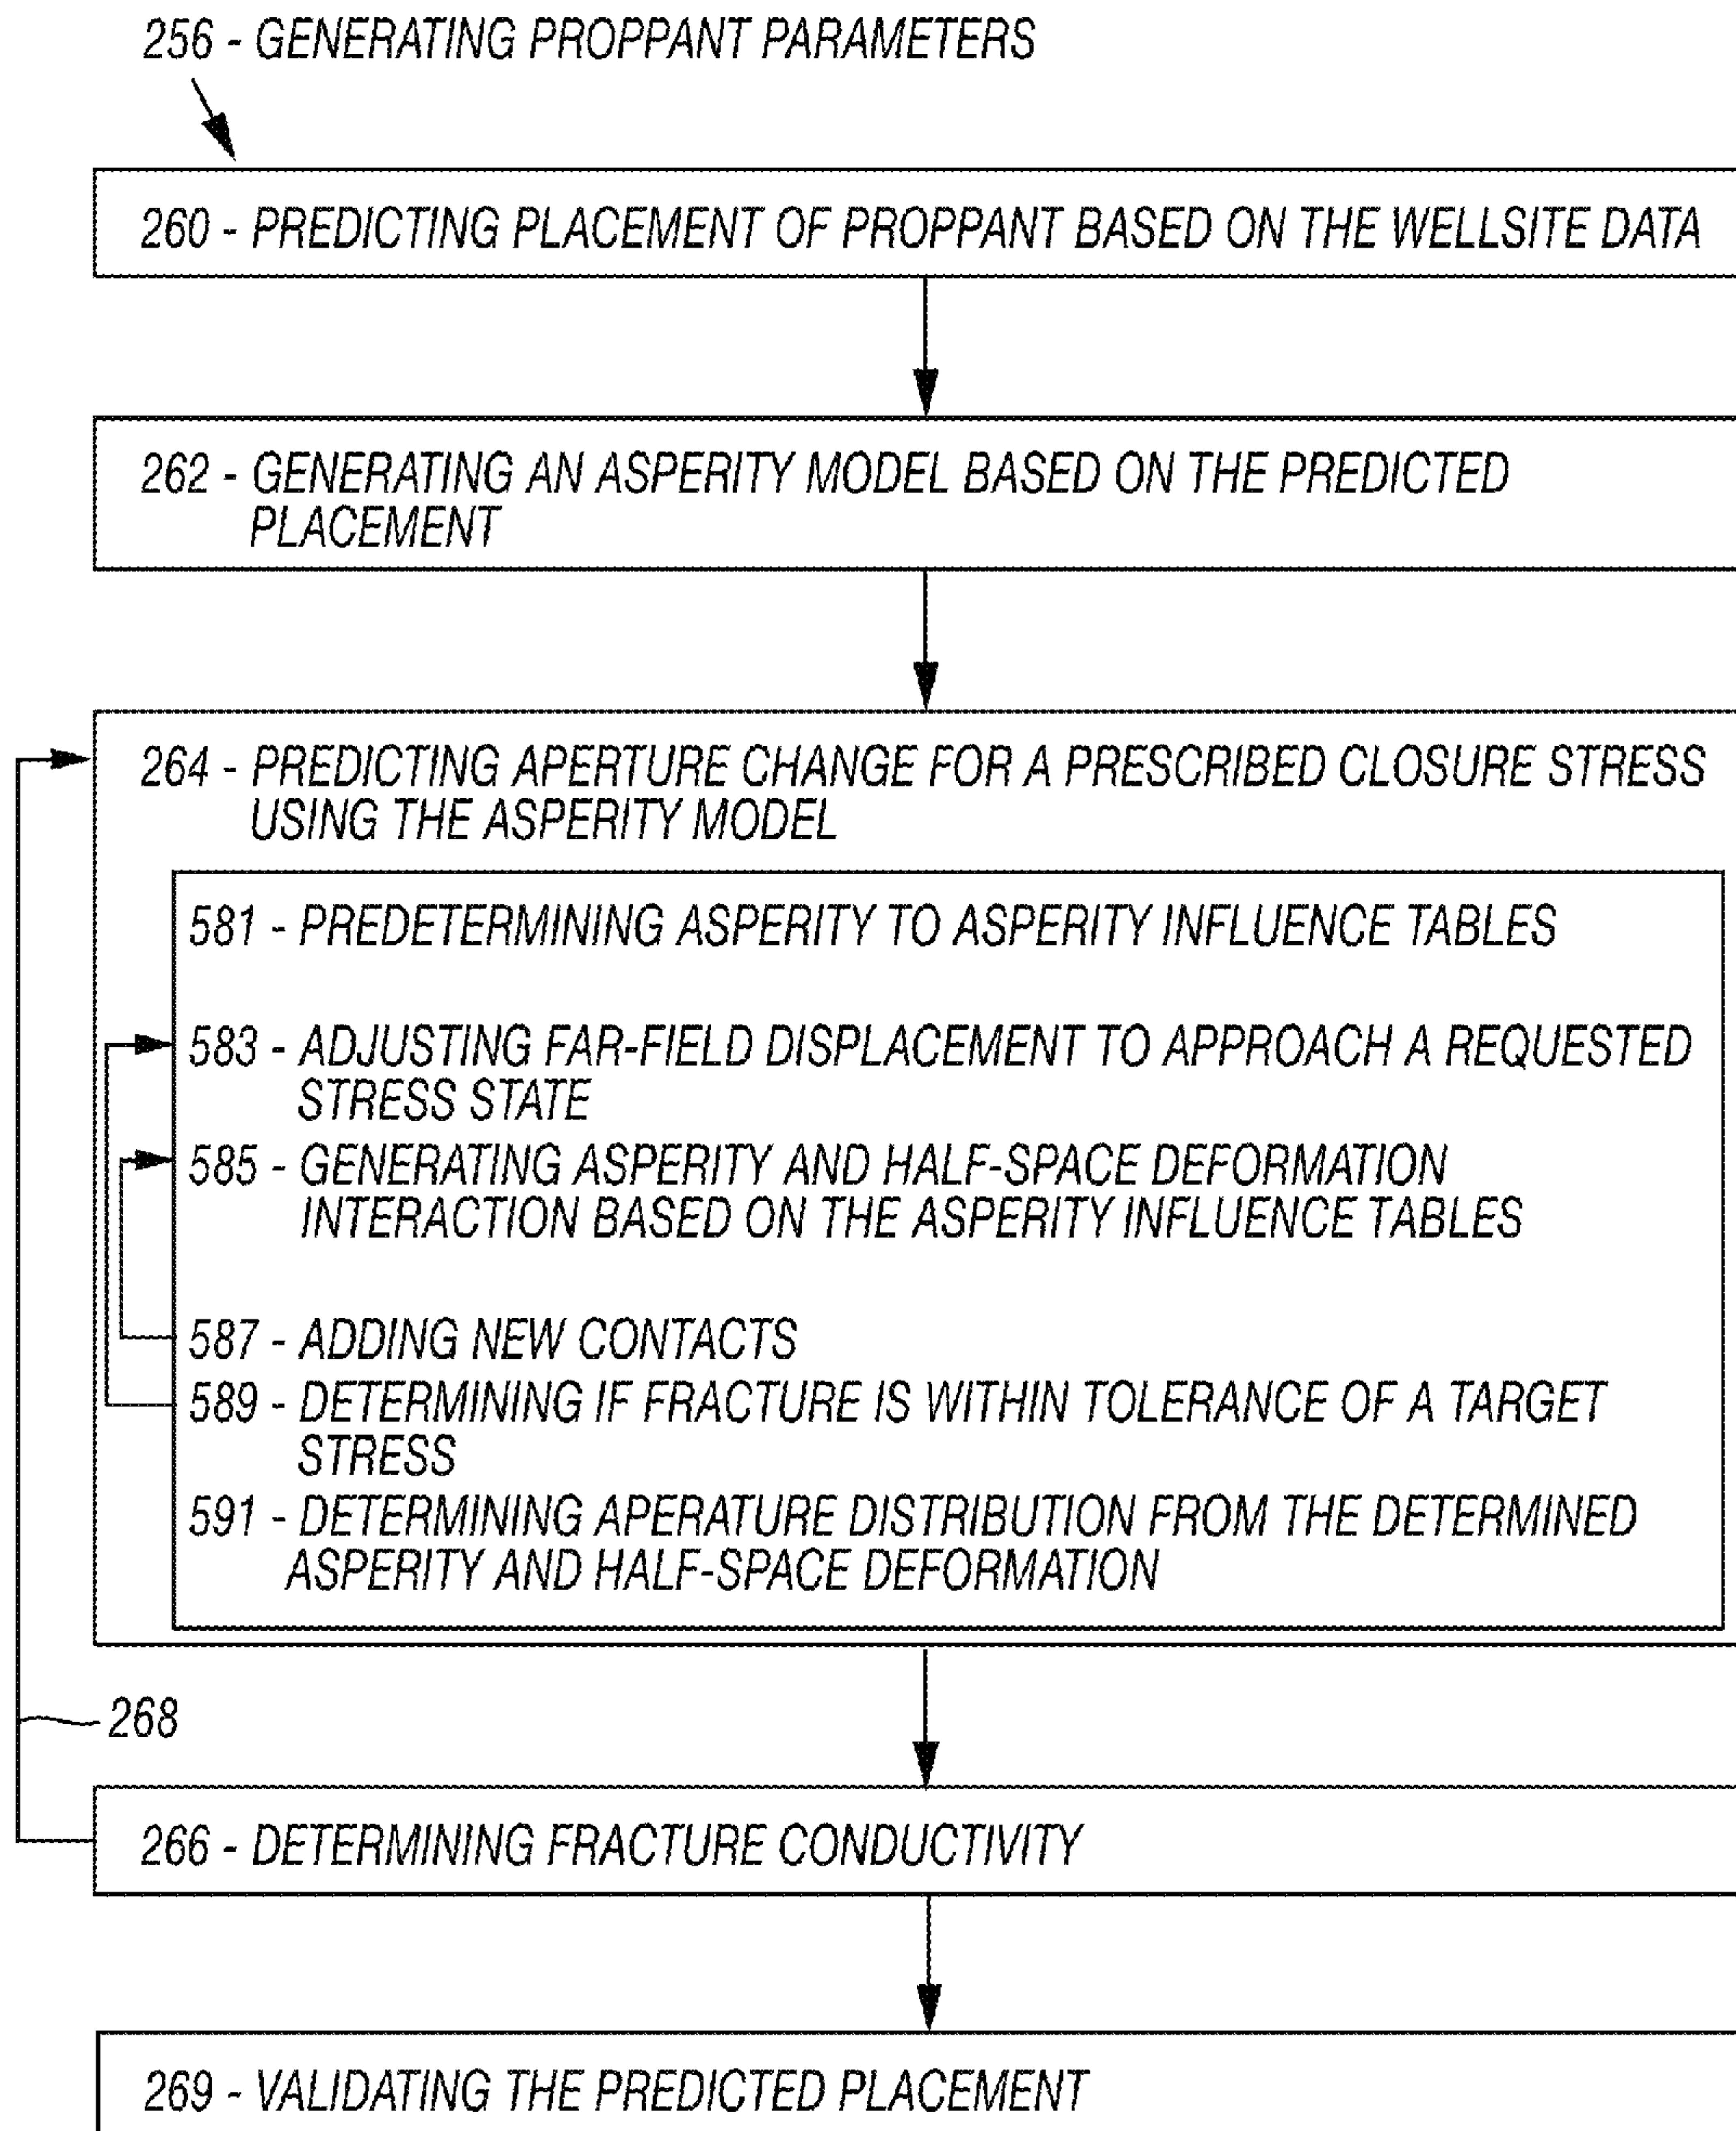 256 - GENERATING PROPPANT PARAMETERS
260 - PREDICTING PLACEMENT OF PROPPANT BASED ON THE WELLSITE DATA
262 - GENERATING AN ASPERITY MODEL BASED ON THE PREDICTED
PLACEMENT
264 - PREDICTING APERTURE CHANGE FOR A PRESCRIBED CLOSURE STRESS
USING THE ASPERITY MODEL
581 - PREDETERMINING ASPERITY TO ASPERITY INFLUENCE TABLES
583 - ADJUSTING FAR-FIELD DISPLACEMENT TO APPROACH A REQUESTED
STRESS STATE
585 - GENERATING ASPERITY AND HALF-SPACE DEFORMATION
INTERACTION BASED ON THE ASPERITY INFLUENCE TABLES
587 - ADDING NEW CONTACTS
589 - DETERMINING IF FRACTURE IS WITHIN TOLERANCE OF A TARGET
STRESS
591 - DETERMINING APERATURE DISTRIBUTION FROM THE DETERMINED
ASPERITY AND HALF-SPACE DEFORMATION
268
266 - DETERMINING FRACTURE CONDUCTIVITY
269 - VALIDATING THE PREDICTED PLACEMENT